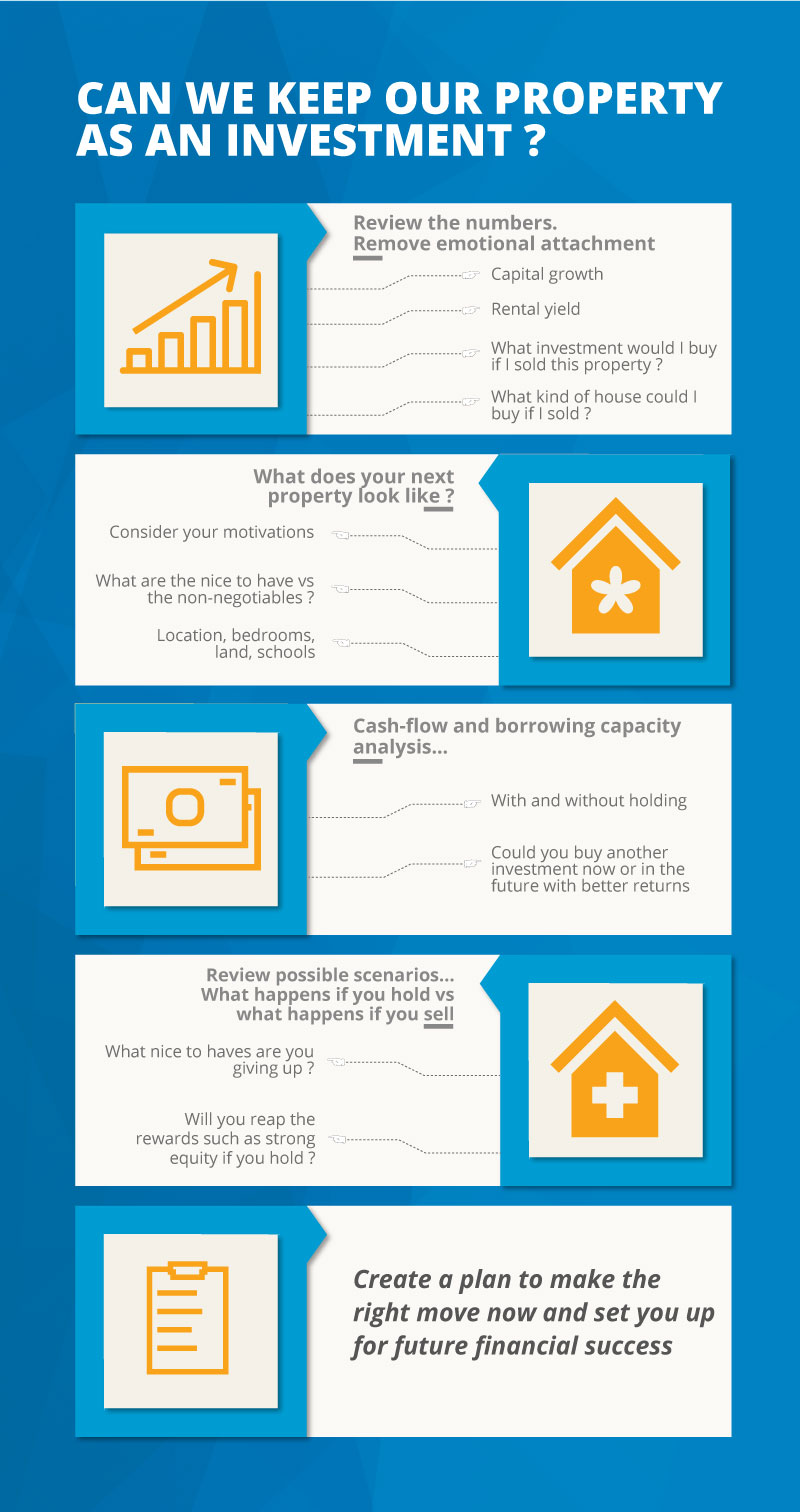 CAN WE KEEP OUR PROPERTY
AS AN INVESTMENT ?
Review the numbers.
Remove emotional attachment
Capital growth
Rental yield
What investment would I buy
if I sold this property ?
What kind of house could I
buy if I sold ?
What does your next
property look like ?
Consider your motivations
What are the nice to have vs
the non-negotiables ?
Location, bedrooms,
land, schools
Cash-flow and borrowing capacity
analysis...
With and without holding
Could you buy another
investment now or in the
future with better returns
Review possible scenarios...
What happens if you hold vs
what happens if you sell
What nice to haves are you
giving up ?
Will you reap the
rewards such as strong
equity if you hold ?
Create a plan to make the
right move now and set you up
for future financial success